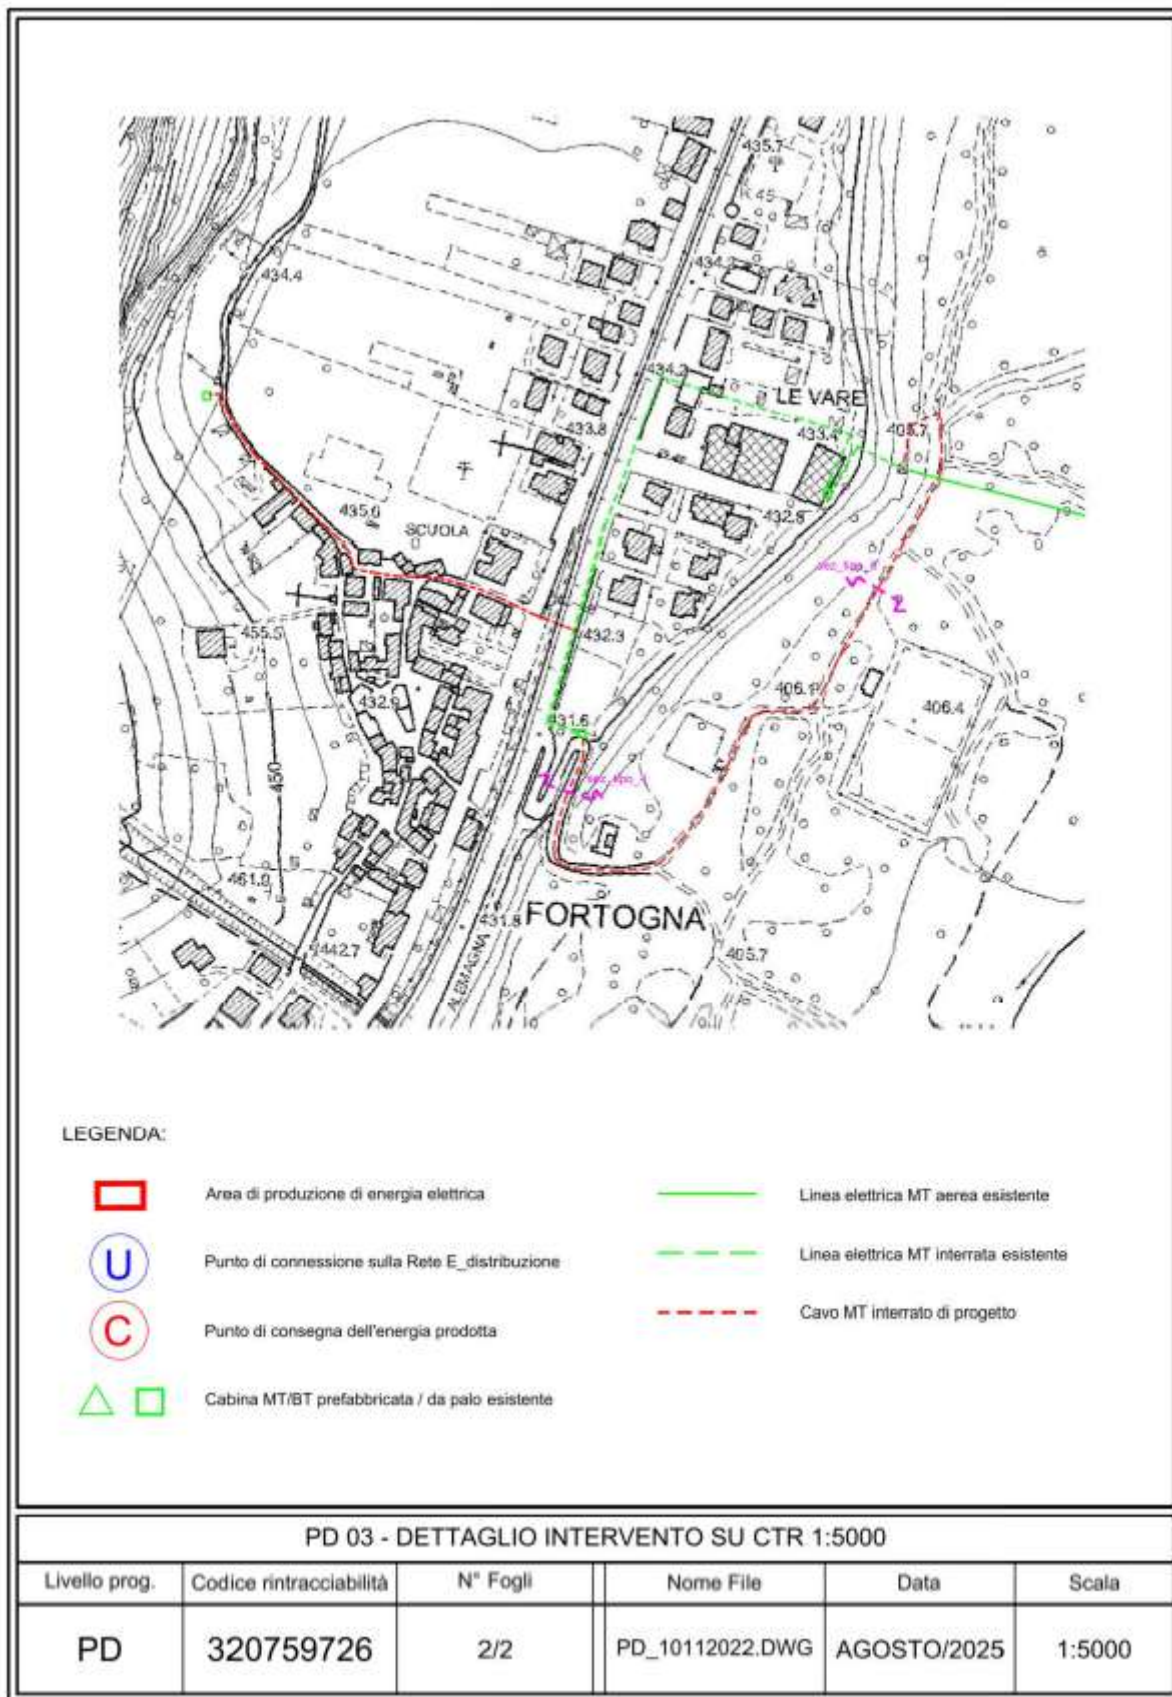 435.7
K 45
434.4
434.2
LE VARE
433.8
433.4
405.7
435.6
SCUOLA
432.8
432.3
455.5
406.1
406.4
432.9
431.6
450
461.0
431.8
FORTOGNA
442.7
ALEMAGNA
405.7
LEGENDA:
Area di produzione di energia elettrica
Linea elettrica MT aerea esistente
U
Punto di connessione sulla Rete E_distribuzione
Linea elettrica MT interrata esistente
C
Punto di consegna dell'energia prodotta
Cavo MT interrato di progetto
Cabina MT/BT prefabbricata / da palo esistente
PD 03 - DETTAGLIO INTERVENTO SU CTR 1:5000
Livello prog. Codice rintracciabilità N° Fogli Nome File Data Scala
PD 320759726 2/2 PD_10112022.DWG AGOSTO/2025 1:5000